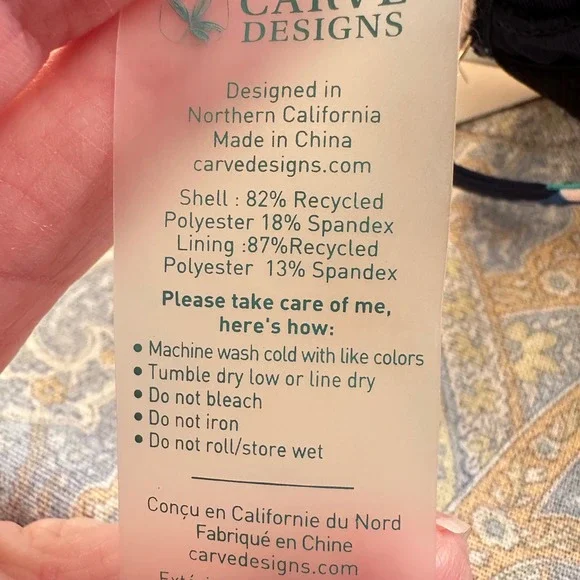 CARVE
DESIGNS
Designed in
Northern California
Made in China
carvedesigns.com
Shell : 82% Recycled
Polyester 18% Spandex
Lining :87%Recycled
Polyester 13% Spandex
Please take care of me,
here's how:
• Machine wash cold with like colors
• Tumble dry low or line dry
• Do not bleach
• Do not iron
• Do not roll/store wet
Conçu en Californie du Nord
Fabriqué en Chine
carvedesigns.com